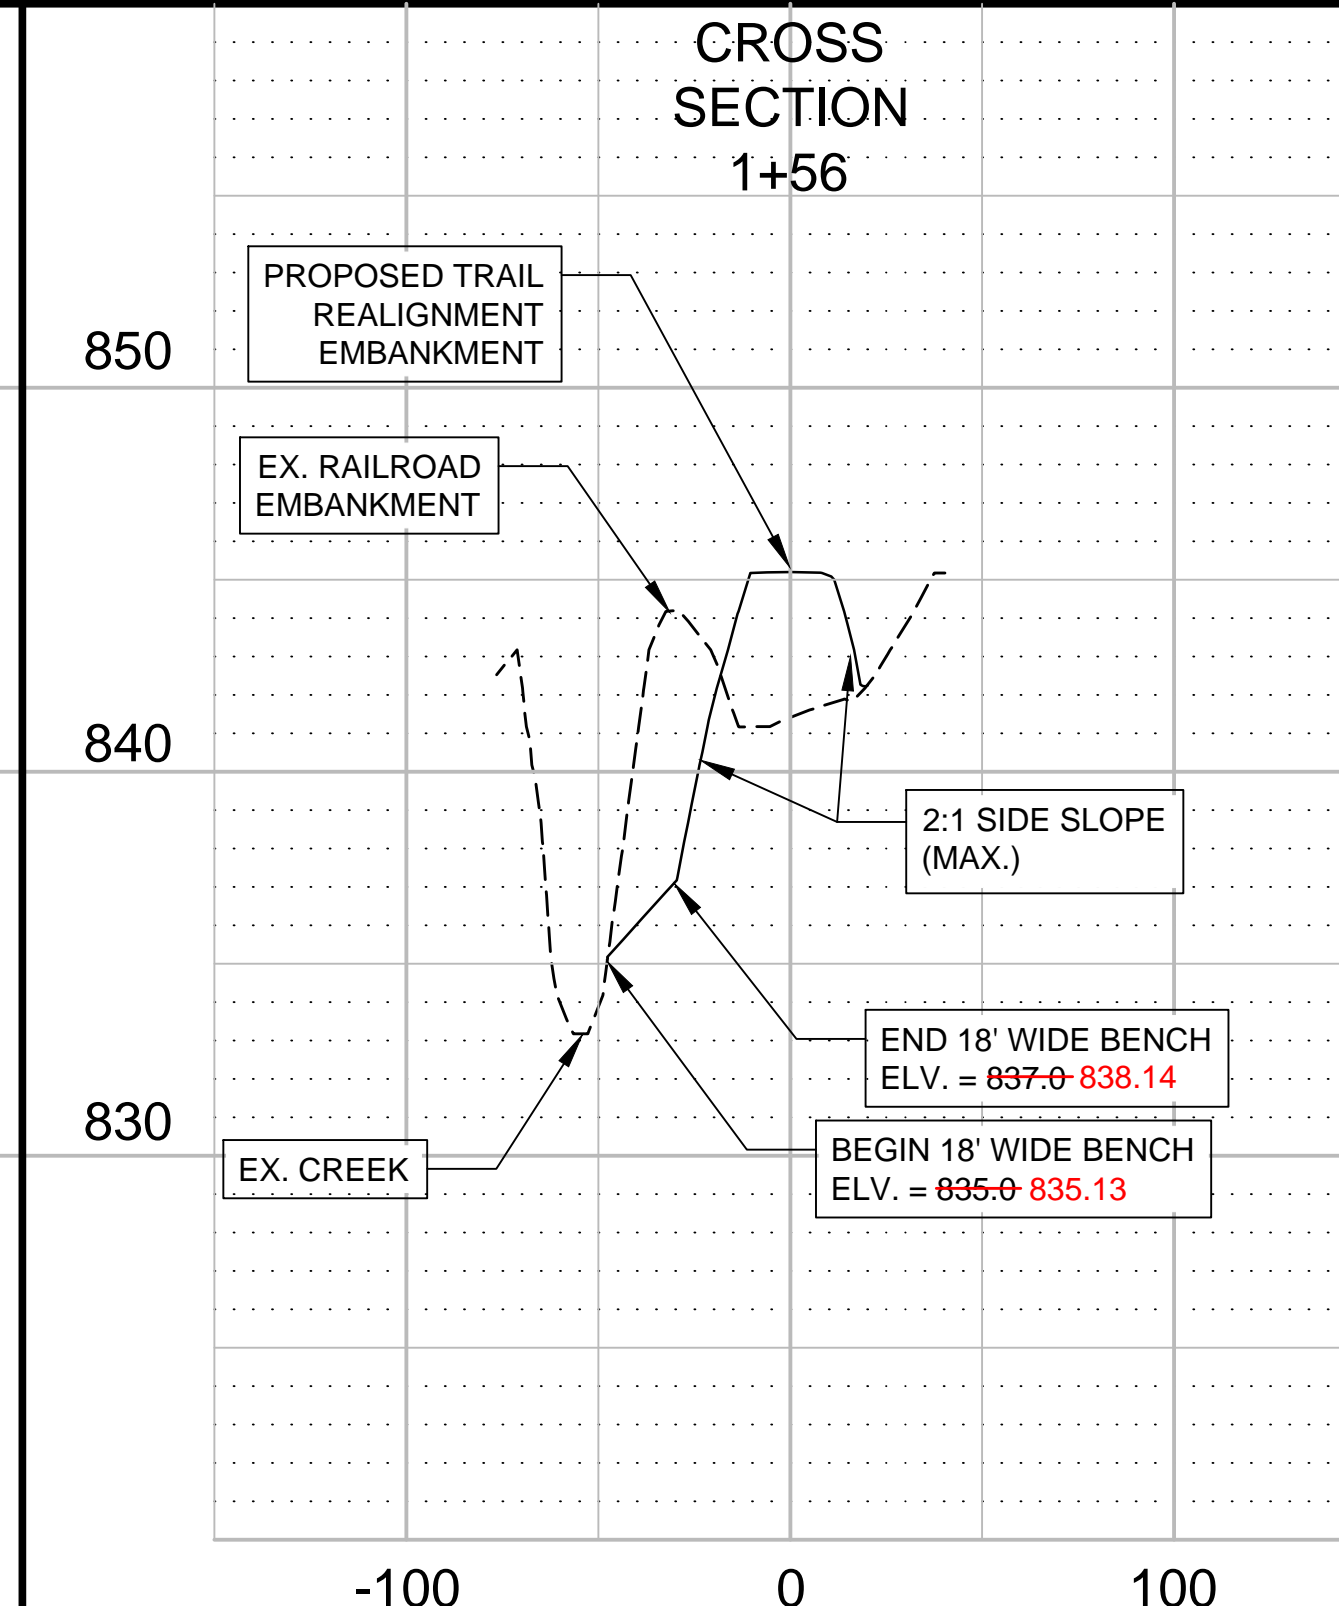 CROSS
SECTION
1+56
PROPOSED TRAIL
REALIGNMENT
EMBANKMENT
850
EX. RAILROAD
EMBANKMENT
840
2:1 SIDE SLOPE
(MAX.)
END 18' WIDE BENCH
ELV. = 837.0 838.14
830
BEGIN 18' WIDE BENCH
ELV. = 835.0 835.13
EX. CREEK
-100 0 100